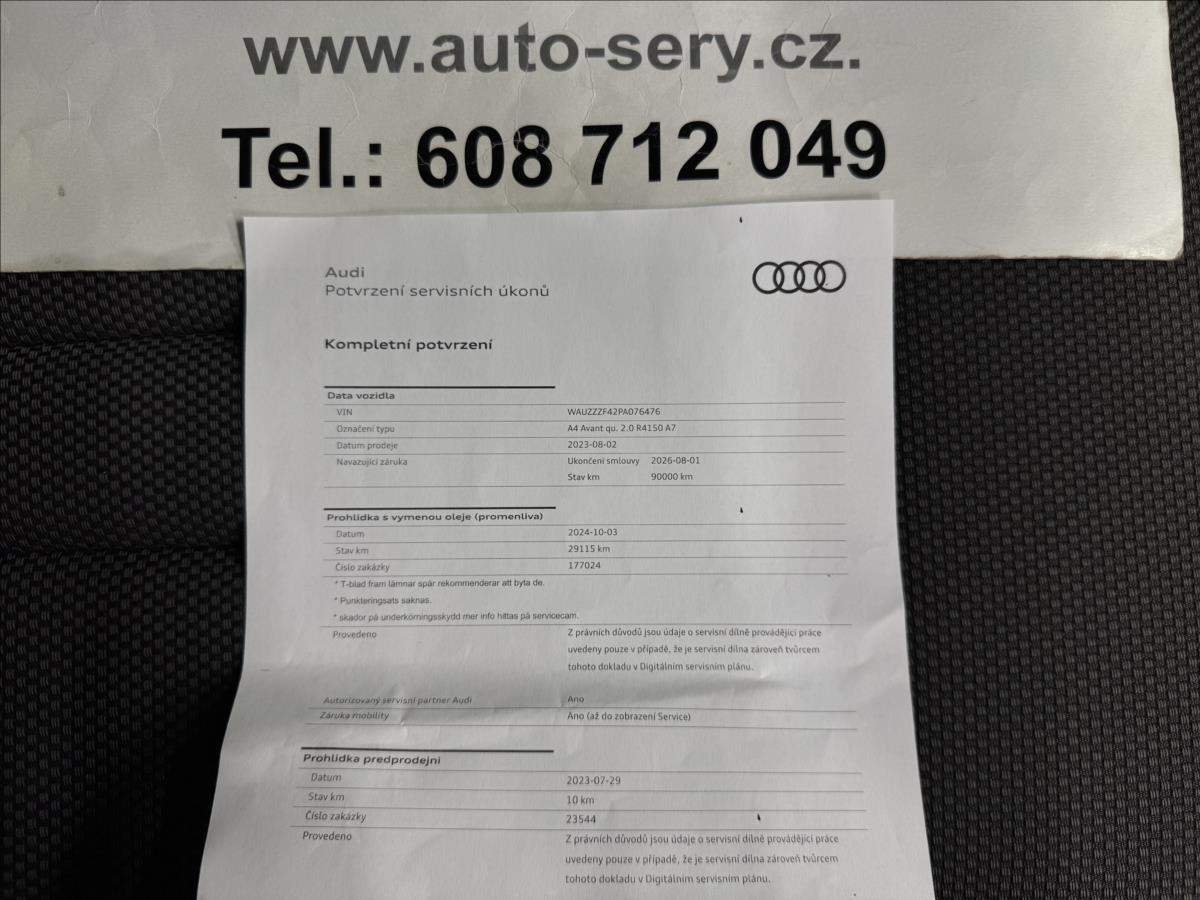 www.auto-sery.cz.
Tel.: 608 712 049
Audi
Potvrzení servisních úkonů
Kompletní potvrzení
Data vozidla
VIN WAUZZZF42PA076476
Označení typu A4 Avant qu. 2.0 R4150 A7
Datum prodeje 2023-08-02
Navazující záruka Ukončení smlouvy 2026-08-01
Stav km 90000 km
Prohlidka s vymenou oleje (promenliva)
Datum 2024-10-03
Stav km 29115 km
Číslo zakázky 177024
* T-blad fram lämnar spår rekommenderar att byta de.
* Punkteringsats saknas.
* skador på underkörningsskydd mer info hittas på servicecam.
Provedeno Z právních důvodů jsou údaje o servisní dílně provádějící práce
uvedeny pouze v případě, že je servisní dílna zároveň tvůrcem
tohoto dokladu v Digitálním servisním plánu.
Autorizovaný servisní partner Audi Ano
Záruka mobility Ano (až do zobrazení Service)
Prohlidka predprodejni
Datum 2023-07-29
Stav km 10 km
Číslo zakázky 23544
Provedeno Z právních důvodů jsou údaje o servisní dílně provádějící práce
uvedeny pouze v případě, že je servisní dílna zároveň tvůrcem
tohoto dokladu v Digitálním servisním plánu.